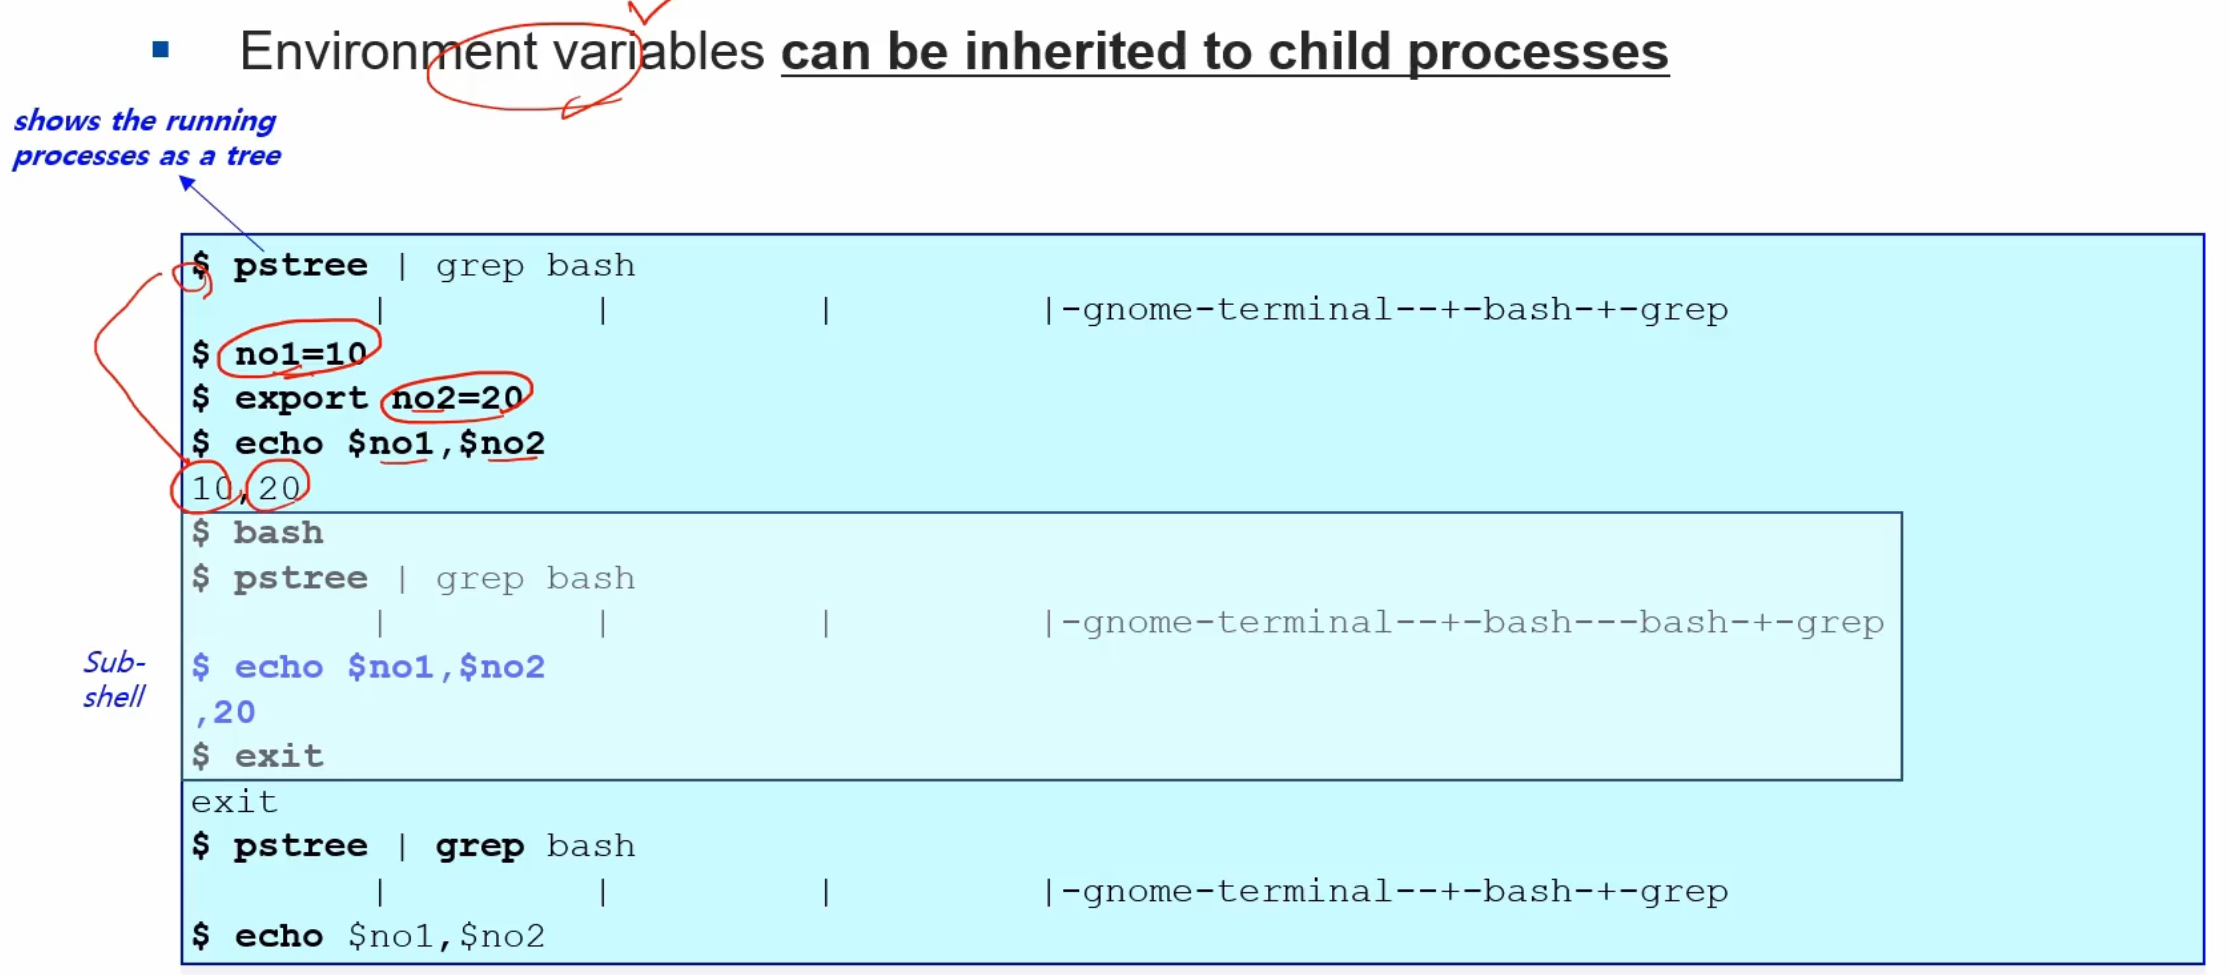 Environment variables can be inherited to child processes
shows the running
processes as a tree
$ pstree | grep bash
| | | |-gnome-terminal--+-bash-+-grep
$ no1=10
$ export no2=20
$ echo $no1,$no2
10,20
$ bash
$ pstree | grep bash
| | | |-gnome-terminal--+-bash---bash-+-grep
Sub-
shell
$ echo $no1,$no2
,20
$ exit
exit
$ pstree | grep bash
| | | |-gnome-terminal--+-bash-+-grep
$ echo $no1,$no2